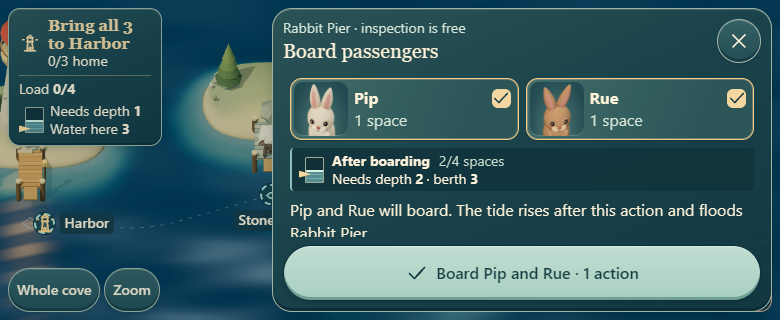 Bring all 3
to Harbor
0/3 home
Load 0/4
Needs depth 1
Water here 3
Harbor
Stone
Whole cove
Zoom
Rabbit Pier · inspection is free
Board passengers
Pip
1 space
Rue
1 space
After boarding 2/4 spaces
Needs depth 2 · berth 3
Pip and Rue will board. The tide rises after this action and floods
Rabbit Pier
Board Pip and Rue · 1 action